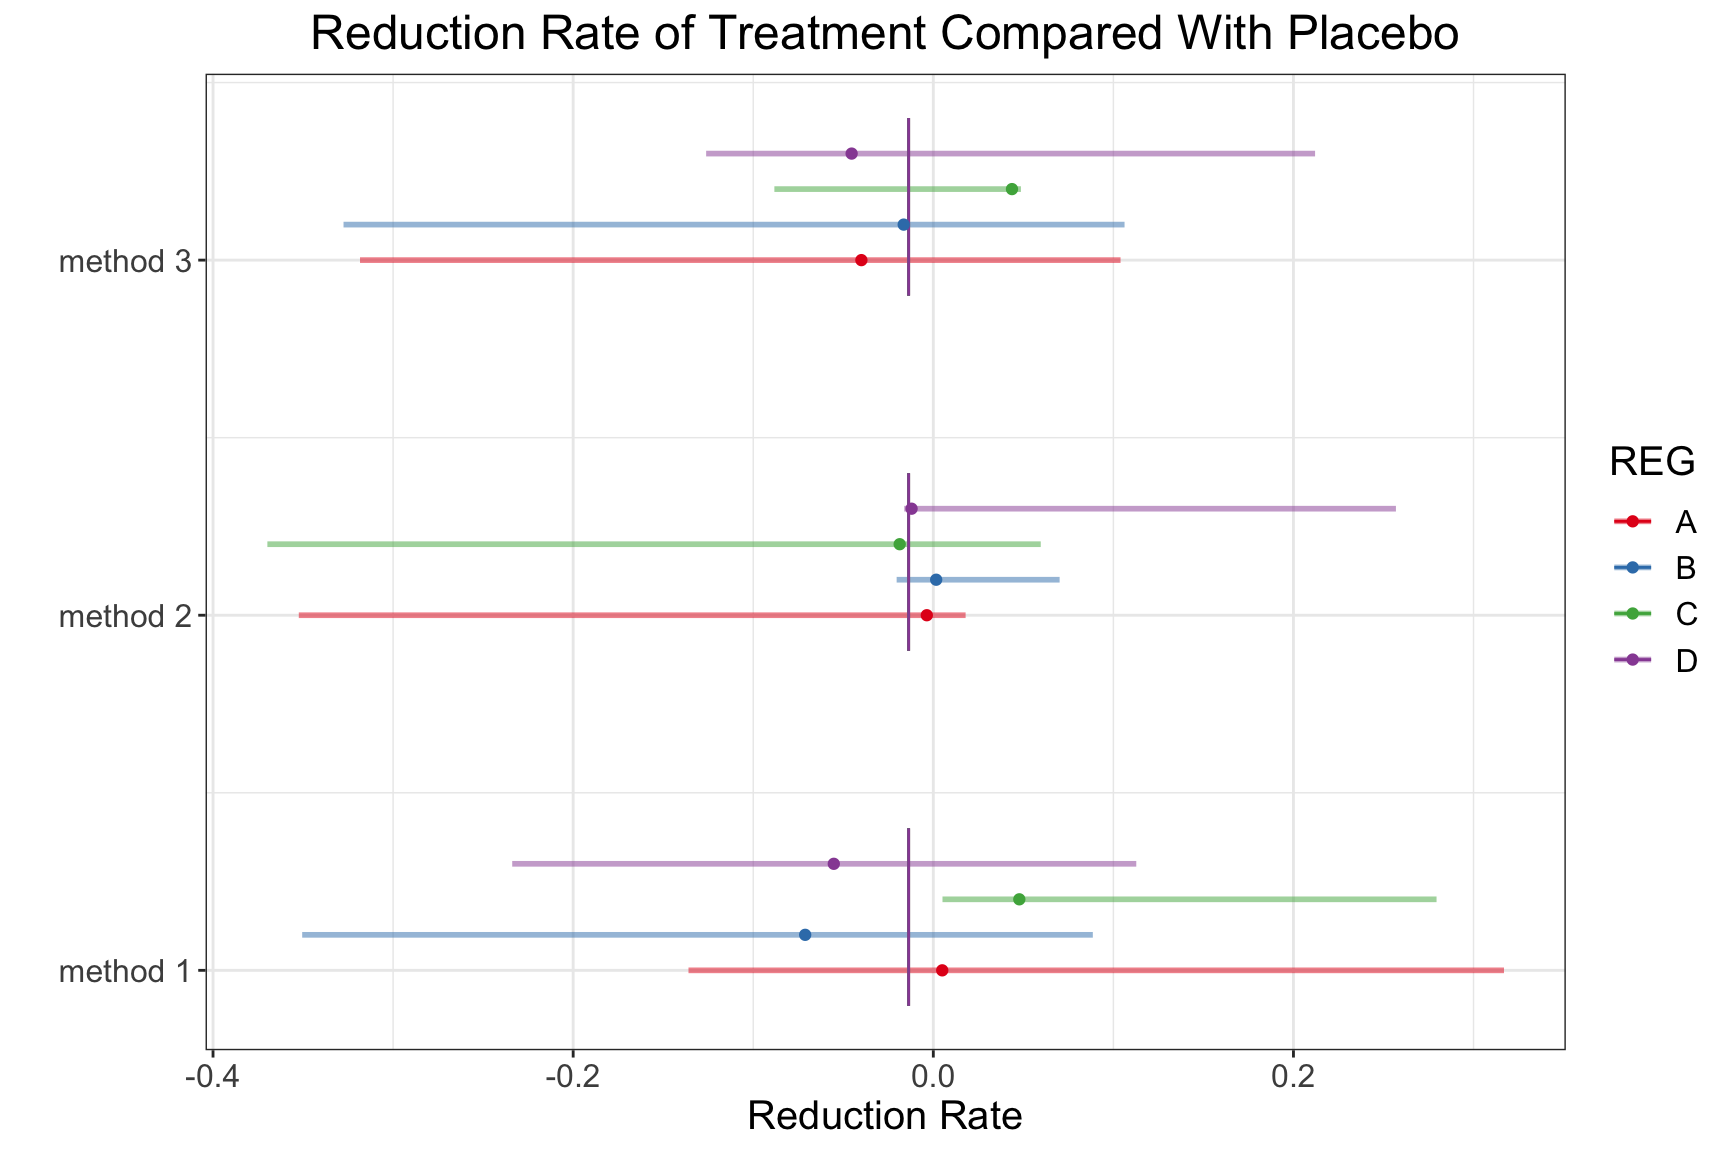 Reduction Rate of Treatment Compared With Placebo
method 3
method 2
method 1
-0.4
-0.2
0.0
0.2
Reduction Rate
REG
A
B
C
D